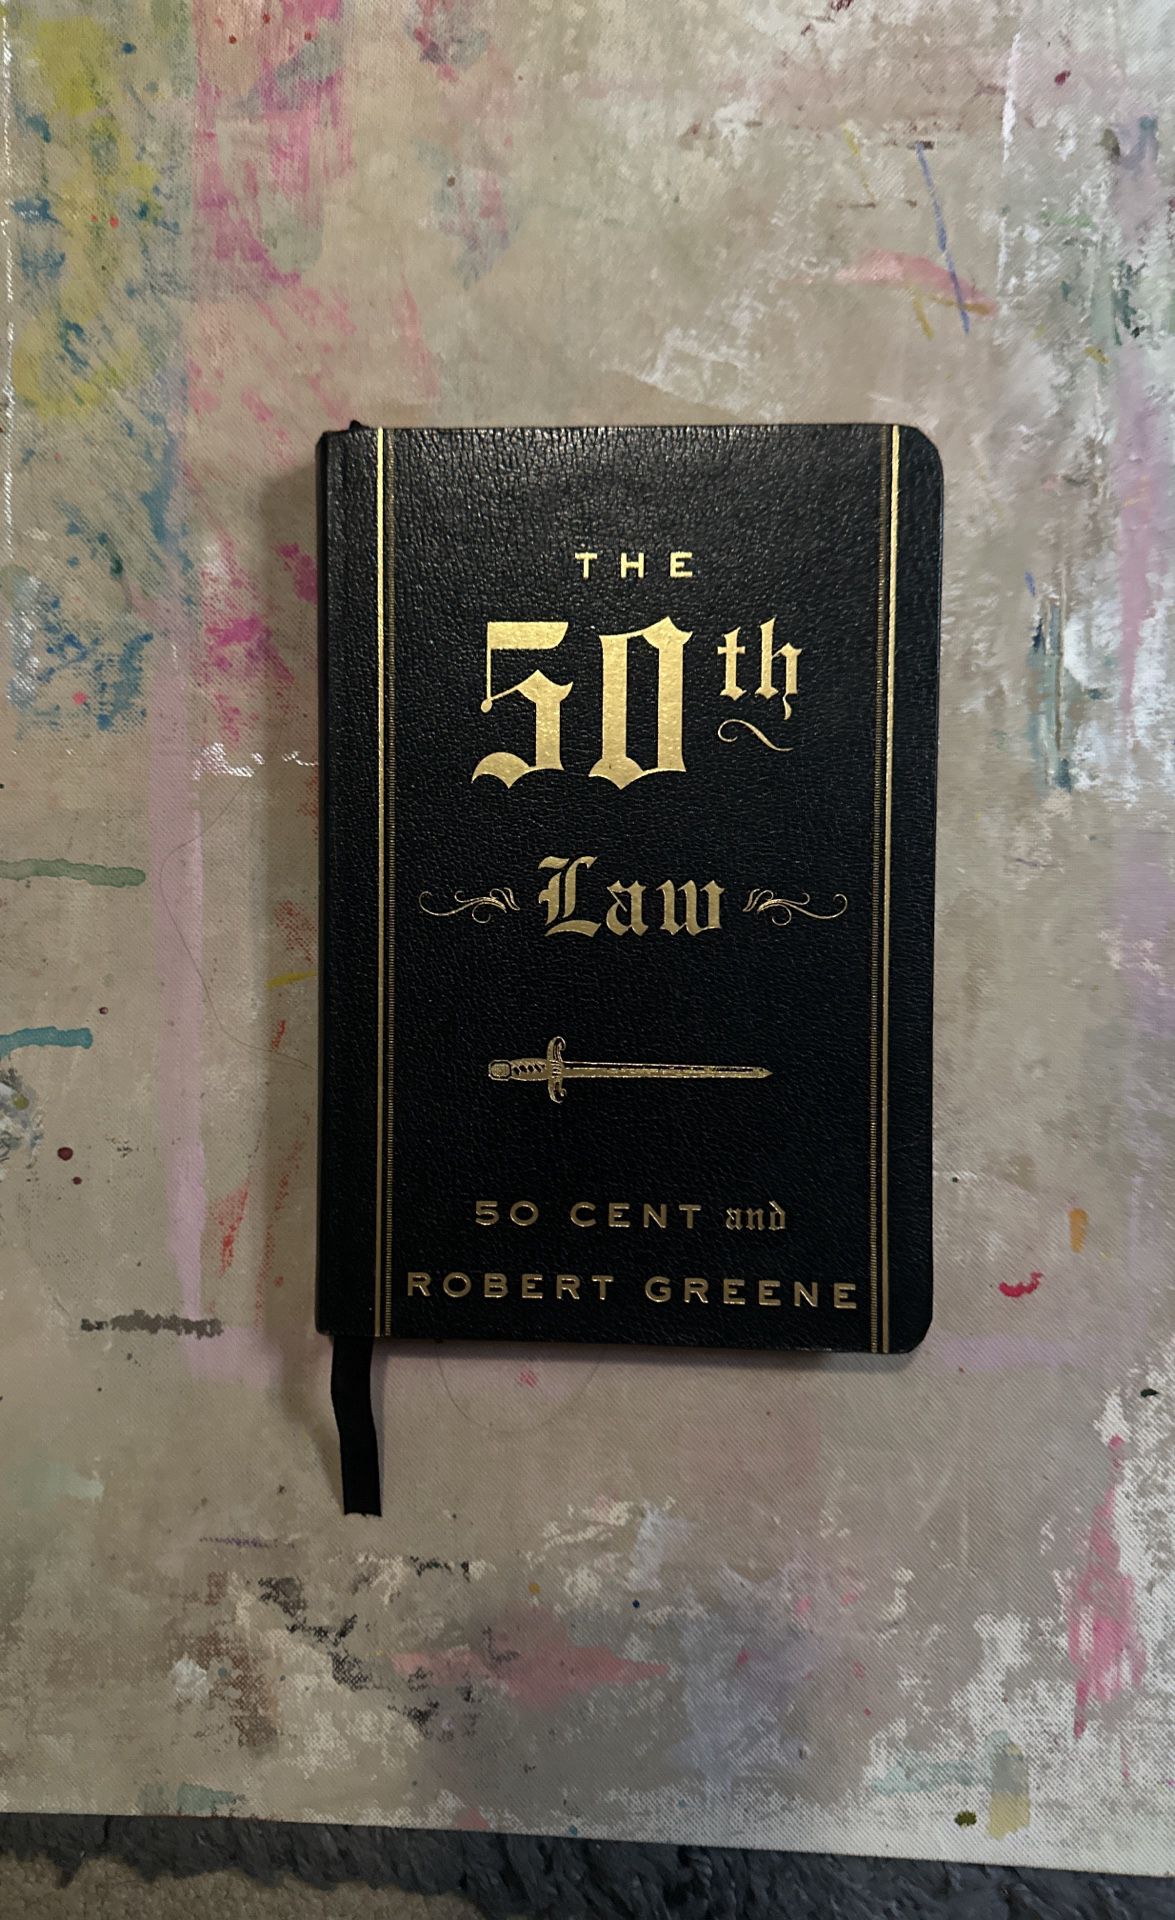 THE
50th
Law
50 CENT and
ROBERT GREENE